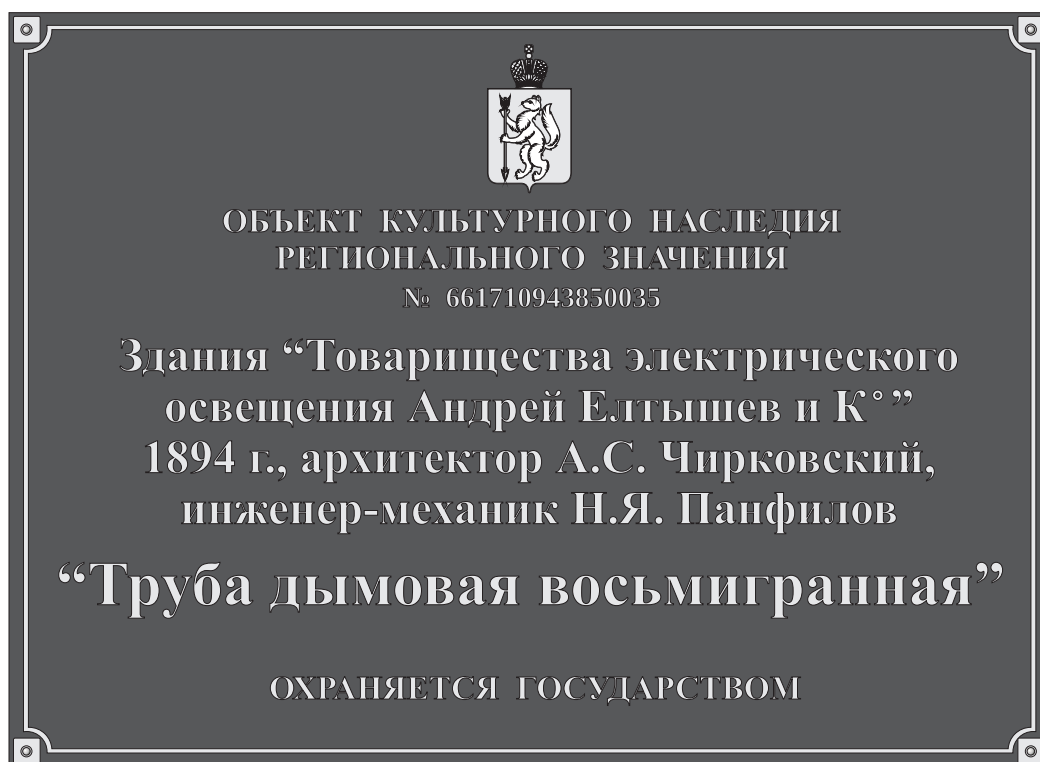 ОБЪЕКТ КУЛЬТУРНОГО НАСЛЕДИЯ
РЕГИОНАЛЬНОГО ЗНАЧЕНИЯ
№ 661710943850035
Здания “Товарищества электрического
освещения Андрей Елтышев и К°”
1894 г., архитектор А.С. Чирковский,
инженер-механик Н.Я. Панфилов
“Труба дымовая восьмигранная”
ОХРАНЯЕТСЯ ГОСУДАРСТВОМ